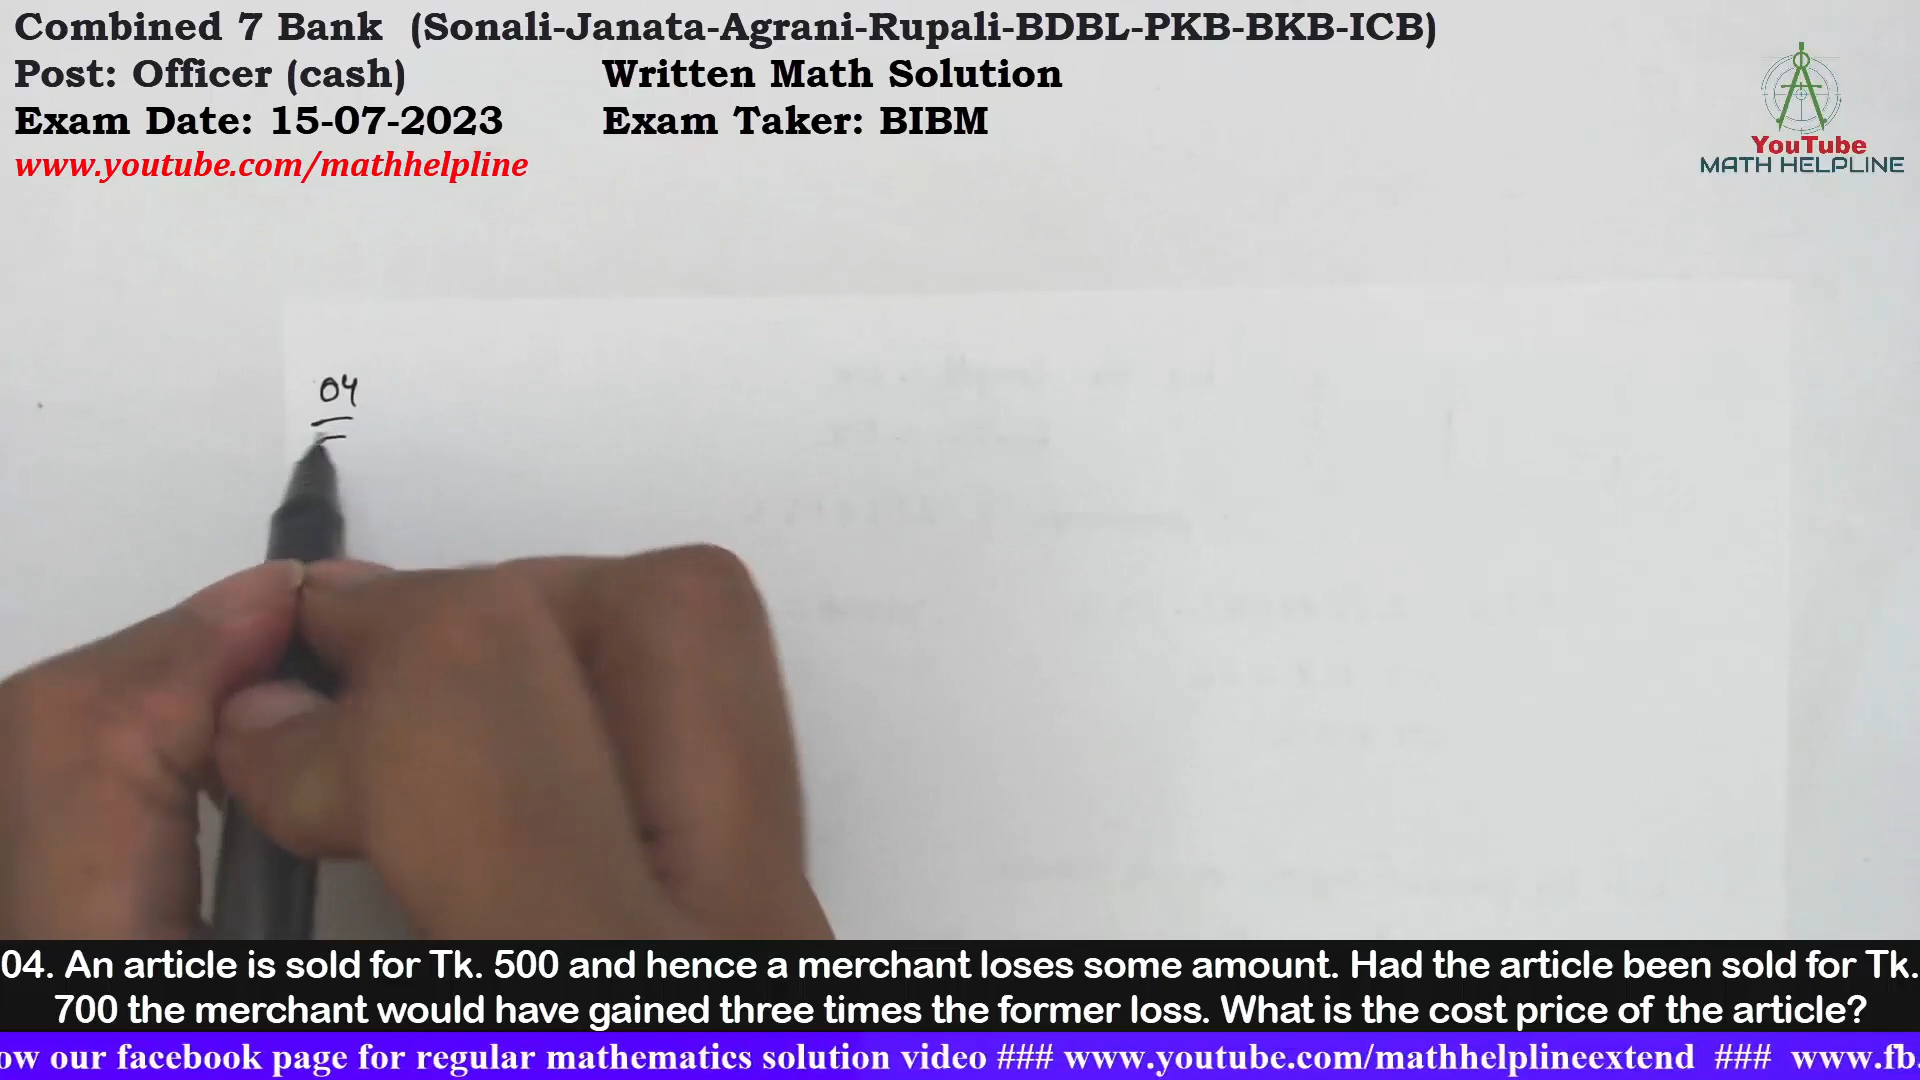 Combined 7 Bank (Sonali-Janata-Agrani-Rupali-BDBL-PKB-BKB-ICB)
Post: Officer (cash) Written Math Solution
Exam Date: 15-07-2023 Exam Taker: BIBM
www.youtube.com/mathhelpline
YouTube
MATH HELPLINE
04
04. An article is sold for Tk. 500 and hence a merchant loses some amount. Had the article been sold for Tk.
700 the merchant would have gained three times the former loss. What is the cost price of the article?
ow our facebook page for regular mathematics solution video ### www.youtube.com/mathhelplineextend ### www.fb.